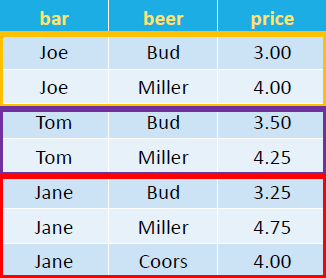 bar beer price
Joe Bud 3.00
Joe Miller 4.00
Tom Bud 3.50
Tom Miller 4.25
Jane Bud 3.25
Jane Miller 4.75
Jane Coors 4.00